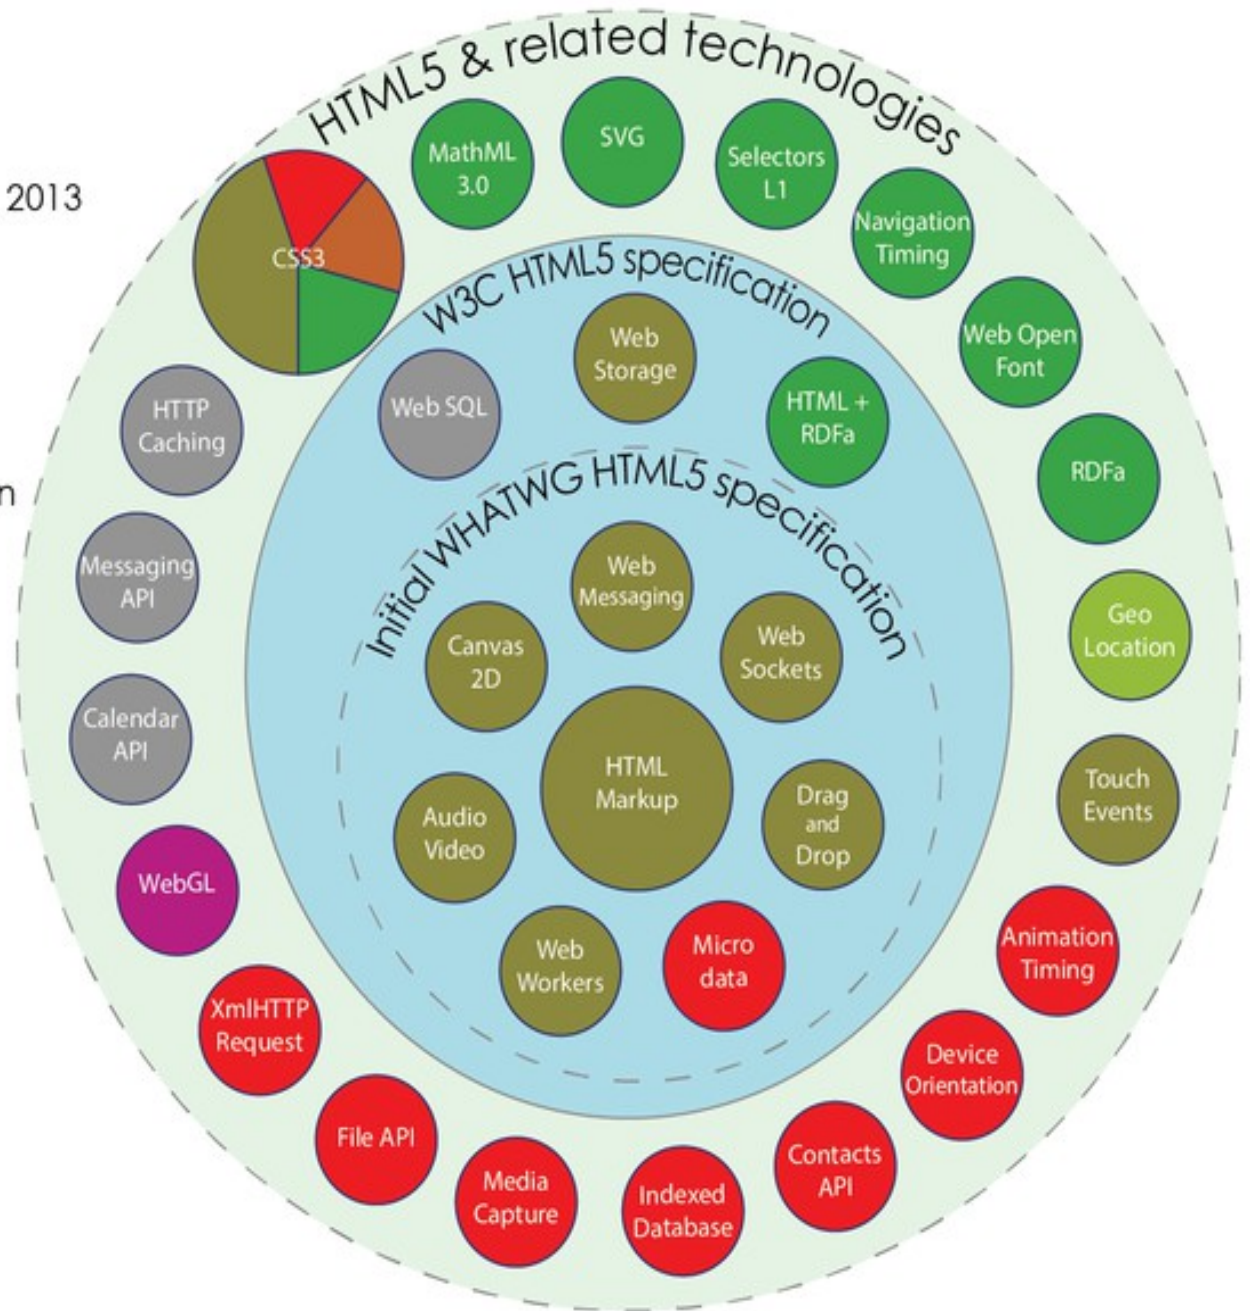 HTML5 & related technologies
2013
MathML
3.0
SVG
Selectors
L1
Navigation
Timing
CSS3
W3C HTML5 specification
Web
Storage
Web Open
Font
HTTP
Caching
Web SQL
HTML +
RDFa
RDFa
n
Initial WHATWG HTML5 specification
Messaging
API
Web
Messaging
Canvas
2D
Web
Sockets
Geo
Location
Calendar
API
HTML
Markup
Audio
Video
Drag
and
Drop
Touch
Events
WebGL
Web
Workers
Micro
data
Animation
Timing
XmlHTTP
Request
Device
Orientation
File API
Media
Capture
Indexed
Database
Contacts
API